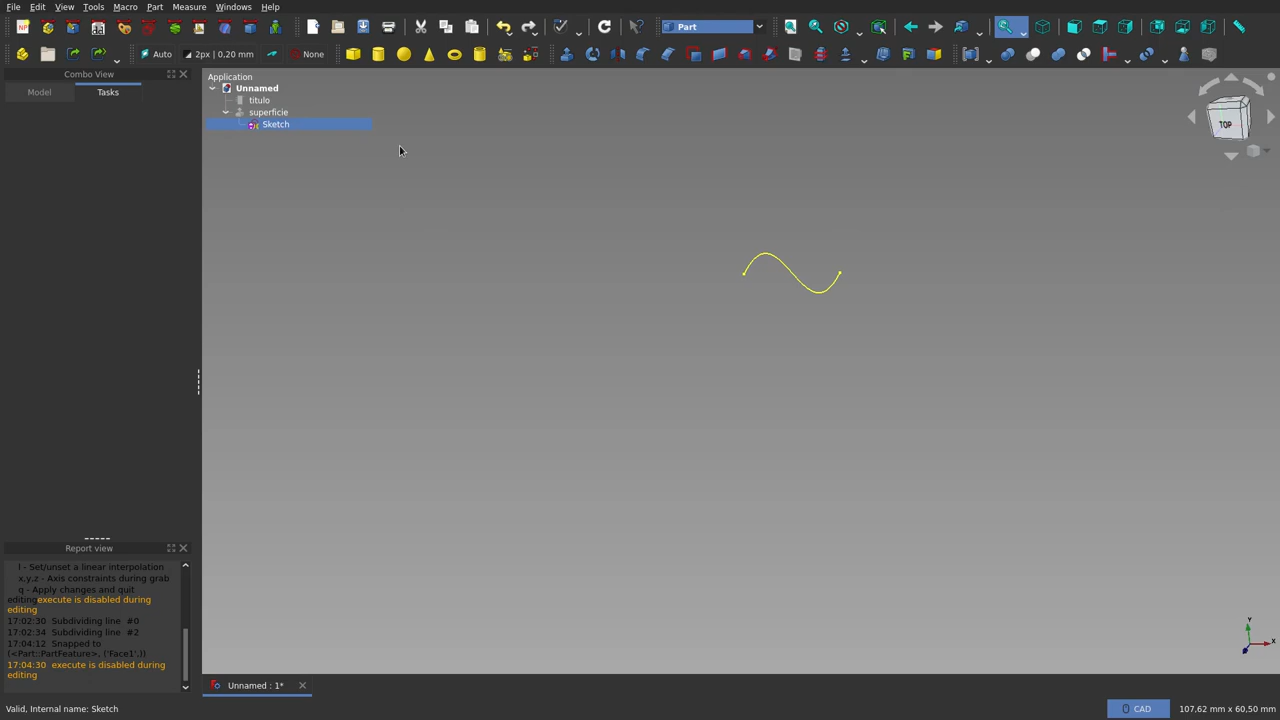 File Edit View Tools Macro Part Measure Windows Help
Part
Auto 2px | 0.20 mm None
Combo View
Model Tasks
Application
Unnamed
titulo
superficie
Sketch
TOP
Report view
l - Set/unset a linear interpolation
x,y,z - Axis constraints during grab
q - Apply changes and quit
editingexecute is disabled during
editing
17:02:30 Subdividing line #0
17:02:34 Subdividing line #2
17:04:12 Snapped to
(<Part::PartFeature>, ('Face1',))
17:04:30 execute is disabled during
editing
Y
X
Unnamed : 1*
Valid, Internal name: Sketch
CAD 107,62 mm x 60,50 mm